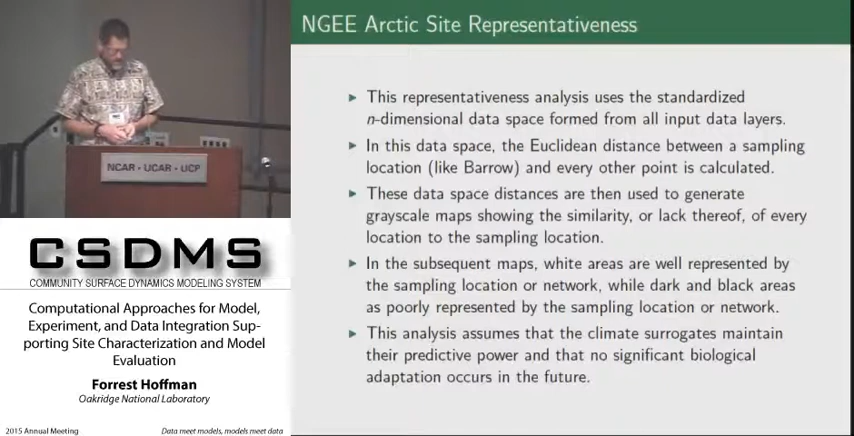 NGEE Arctic Site Representativeness
▶ This representativeness analysis uses the standardized
n-dimensional data space formed from all input data layers.
▶ In this data space, the Euclidean distance between a sampling
location (like Barrow) and every other point is calculated.
▶ These data space distances are then used to generate
grayscale maps showing the similarity, or lack thereof, of every
location to the sampling location.
▶ In the subsequent maps, white areas are well represented by
the sampling location or network, while dark and black areas
as poorly represented by the sampling location or network.
▶ This analysis assumes that the climate surrogates maintain
their predictive power and that no significant biological
adaptation occurs in the future.
NCAR • UCAR • UCP
CSDMS
COMMUNITY SURFACE DYNAMICS MODELING SYSTEM
Computational Approaches for Model,
Experiment, and Data Integration Sup-
porting Site Characterization and Model
Evaluation
Forrest Hoffman
Oakridge National Laboratory
2015 Annual Meeting
Data meet models, models meet data